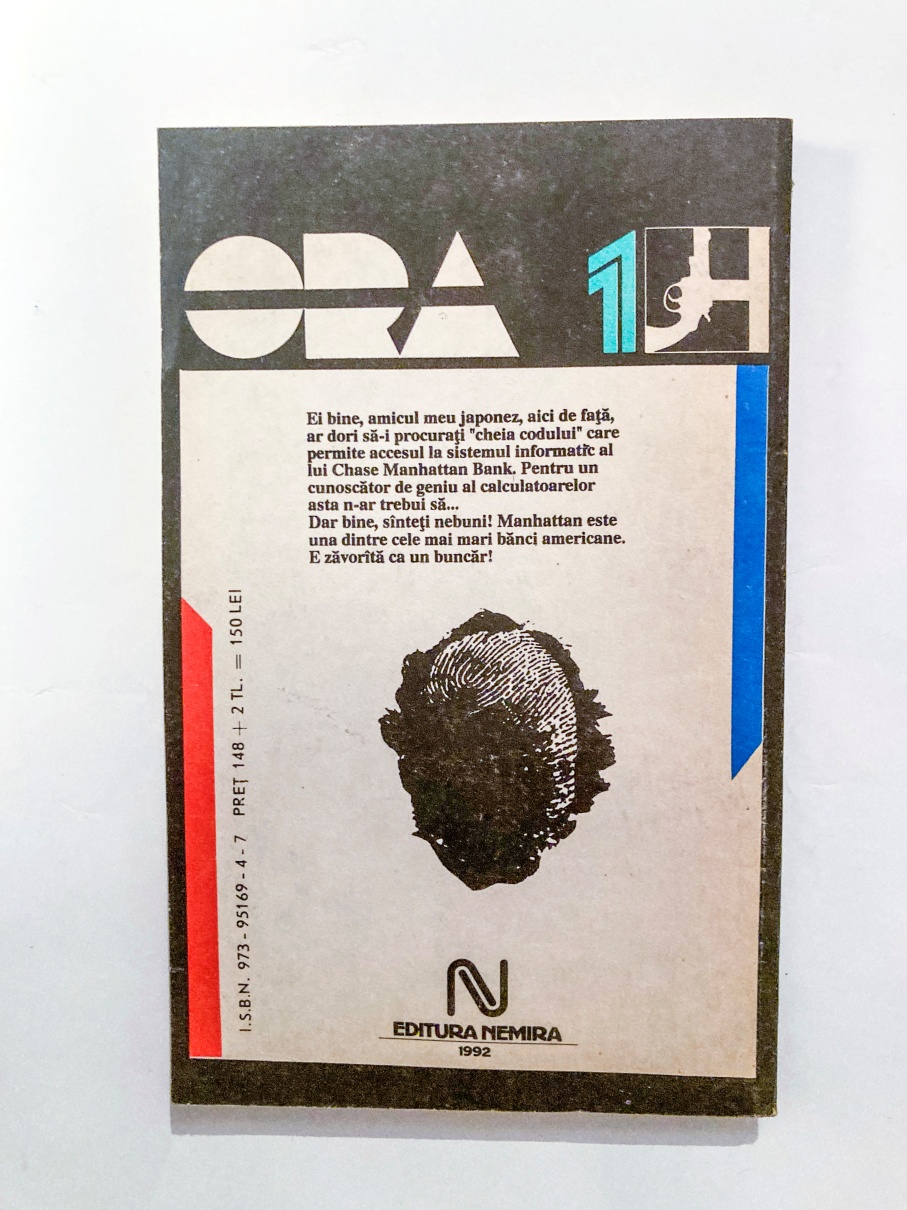 ORA 11 H
Ei bine, amicul meu japonez, aici de faţă,
ar dori să-i procuraţi "cheia codului" care
permite accesul la sistemul informatic al
lui Chase Manhattan Bank. Pentru un
cunoscător de geniu al calculatoarelor
asta n-ar trebui să...
Dar bine, sînteţi nebuni! Manhattan este
una dintre cele mai mari bănci americane.
E zăvorîtă ca un buncăr!
I.S.B.N. 973 - 95169 - 4 - 7 PREŢ 148 + 2 TL. = 150 LEI
N
EDITURA NEMIRA
1992